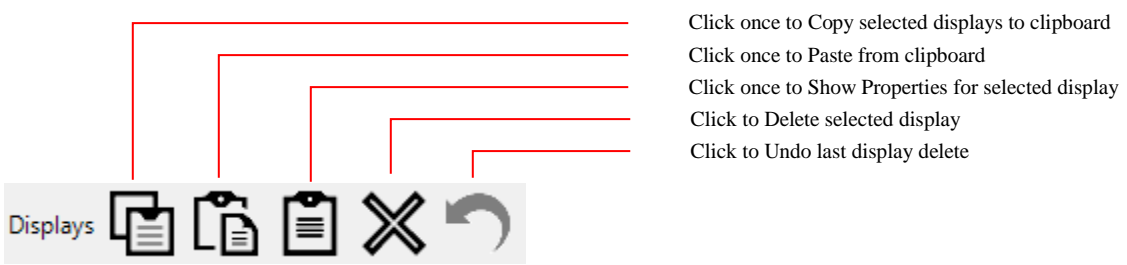 Click once to Copy selected displays to clipboard
Click once to Paste from clipboard
Click once to Show Properties for selected display
Click to Delete selected display
Click to Undo last display delete
Displays